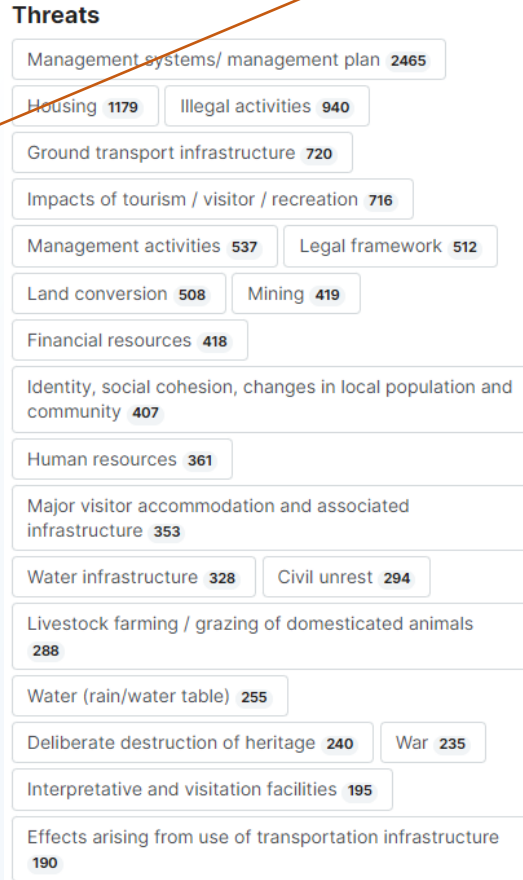 Threats
Management systems/ management plan 2465
Housing 1179 Illegal activities 940
Ground transport infrastructure 720
Impacts of tourism / visitor / recreation 716
Management activities 537 Legal framework 512
Land conversion 508 Mining 419
Financial resources 418
Identity, social cohesion, changes in local population and
community 407
Human resources 361
Major visitor accommodation and associated
infrastructure 353
Water infrastructure 328 Civil unrest 294
Livestock farming / grazing of domesticated animals
288
Water (rain/water table) 255
Deliberate destruction of heritage 240 War 235
Interpretative and visitation facilities 195
Effects arising from use of transportation infrastructure
190